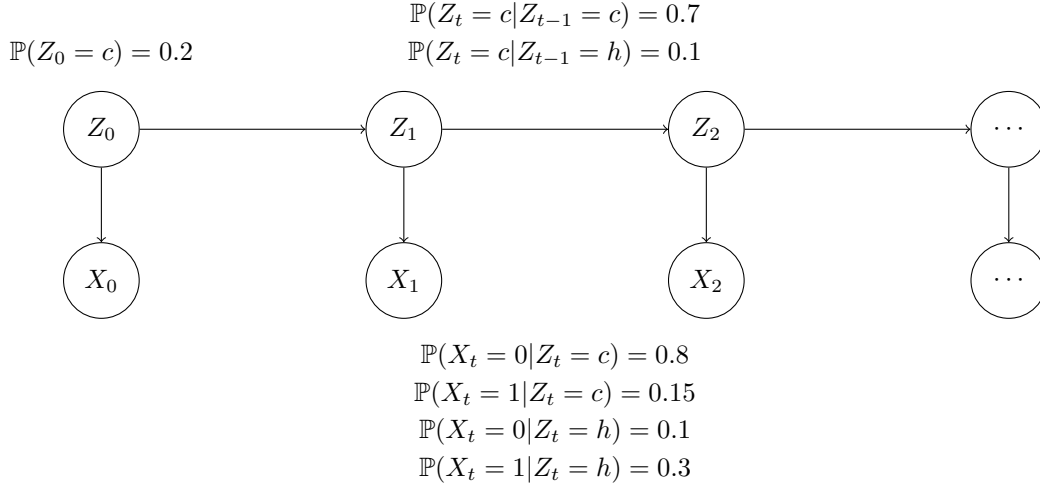 ℙ(Z_t = c|Z_{t−1} = c) = 0.7
ℙ(Z_0 = c) = 0.2
ℙ(Z_t = c|Z_{t−1} = h) = 0.1
Z_0
Z_1
Z_2
⋯
X_0
X_1
X_2
⋯
ℙ(X_t = 0|Z_t = c) = 0.8
ℙ(X_t = 1|Z_t = c) = 0.15
ℙ(X_t = 0|Z_t = h) = 0.1
ℙ(X_t = 1|Z_t = h) = 0.3